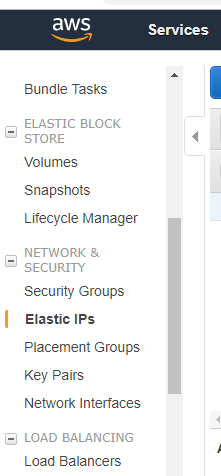 aws
Services
Bundle Tasks
ELASTIC BLOCK
STORE
Volumes
Snapshots
Lifecycle Manager
NETWORK &
SECURITY
Security Groups
Elastic IPs
Placement Groups
Key Pairs
Network Interfaces
LOAD BALANCING
Load Balancers